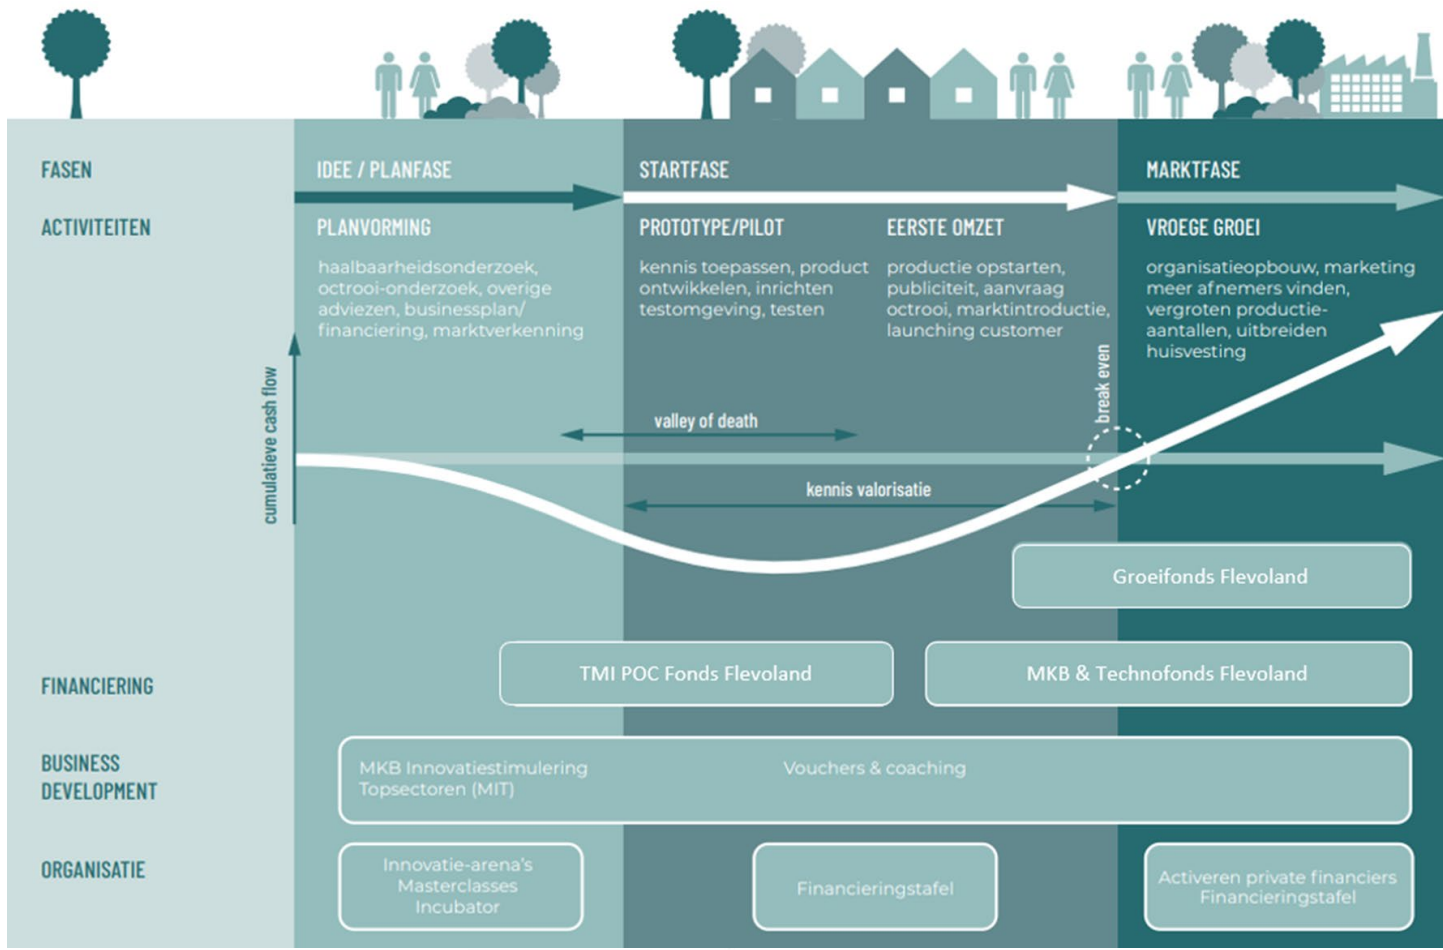 FASEN
IDEE / PLANFASE
STARTFASE
MARKTFASE
ACTIVITEITEN
PLANVORMING
haalbaarheidsonderzoek,
octrooi-onderzoek, overige
adviezen, businessplan/
financiering, marktverkenning
PROTOTYPE/PILOT
kennis toepassen, product
ontwikkelen, inrichten
testomgeving, testen
EERSTE OMZET
productie opstarten,
publiciteit, aanvraag
octrooi, marktintroductie,
launching customer
VROEGE GROEI
organisatieopbouw, marketing
meer afnemers vinden,
vergroten productie-
aantallen, uitbreiden
huisvesting
cumulatieve cash flow
valley of death
break even
kennis valorisatie
Groeifonds Flevoland
FINANCIERING
TMI POC Fonds Flevoland
MKB & Technofonds Flevoland
BUSINESS
DEVELOPMENT
MKB Innovatiestimulering
Topsectoren (MIT)
Vouchers & coaching
ORGANISATIE
Innovatie-arena's
Masterclasses
Incubator
Financieringstafel
Activeren private financiers
Financieringstafel